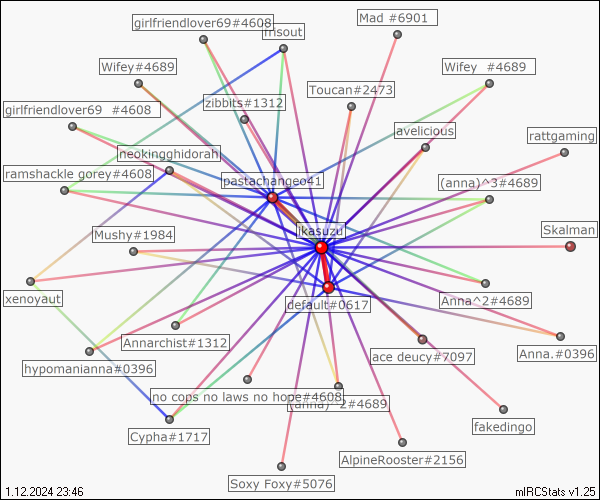 Mad #6901
girlfriendlover69#4608
insout
Wifey#4689
Wifey #4689
Toucan#2473
zibbits#1312
girlfriendlover69 #4608
avelicious
rattgaming
neokingghidorah
ramshackle gorey#4608
pastachangeo41
(anna)^3#4689
jikasuzu
Skalman
Mushy#1984
xenoyaut
default#0617
Anna^2#4689
Annarchist#1312
ace deucy#7097
Anna.#0396
hypomanianna#0396
no cops no laws no hope#4608
(anna)^2#4689
Cypha#1717
fakedingo
AlpineRooster#2156
Soxy Foxy#5076
1.12.2024 23:46
mIRCStats v1.25